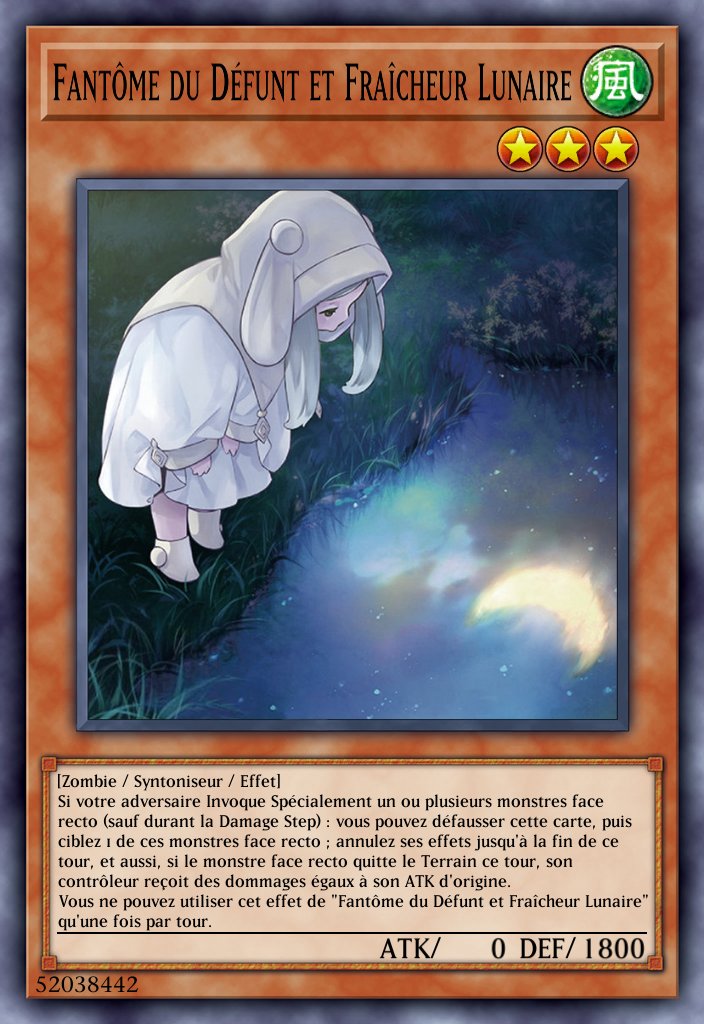 Fantôme du Défunt et Fraîcheur Lunaire
風
[Zombie / Syntoniseur / Effet]
Si votre adversaire Invoque Spécialement un ou plusieurs monstres face
recto (sauf durant la Damage Step) : vous pouvez défausser cette carte, puis
ciblez 1 de ces monstres face recto ; annulez ses effets jusqu'à la fin de ce
tour, et aussi, si le monstre face recto quitte le Terrain ce tour, son
contrôleur reçoit des dommages égaux à son ATK d'origine.
Vous ne pouvez utiliser cet effet de "Fantôme du Défunt et Fraîcheur Lunaire"
qu'une fois par tour.
ATK/ 0 DEF/ 1800
52038442